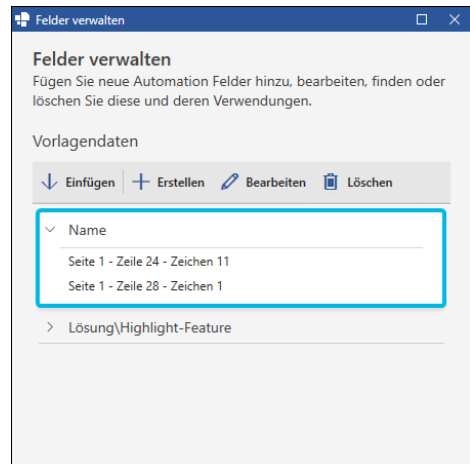 Felder verwalten
Felder verwalten
Fügen Sie neue Automation Felder hinzu, bearbeiten, finden oder
löschen Sie diese und deren Verwendungen.
Vorlagendaten
Einfügen Erstellen Bearbeiten Löschen
Name
Seite 1 - Zeile 24 - Zeichen 11
Seite 1 - Zeile 28 - Zeichen 1
Lösung\Highlight-Feature